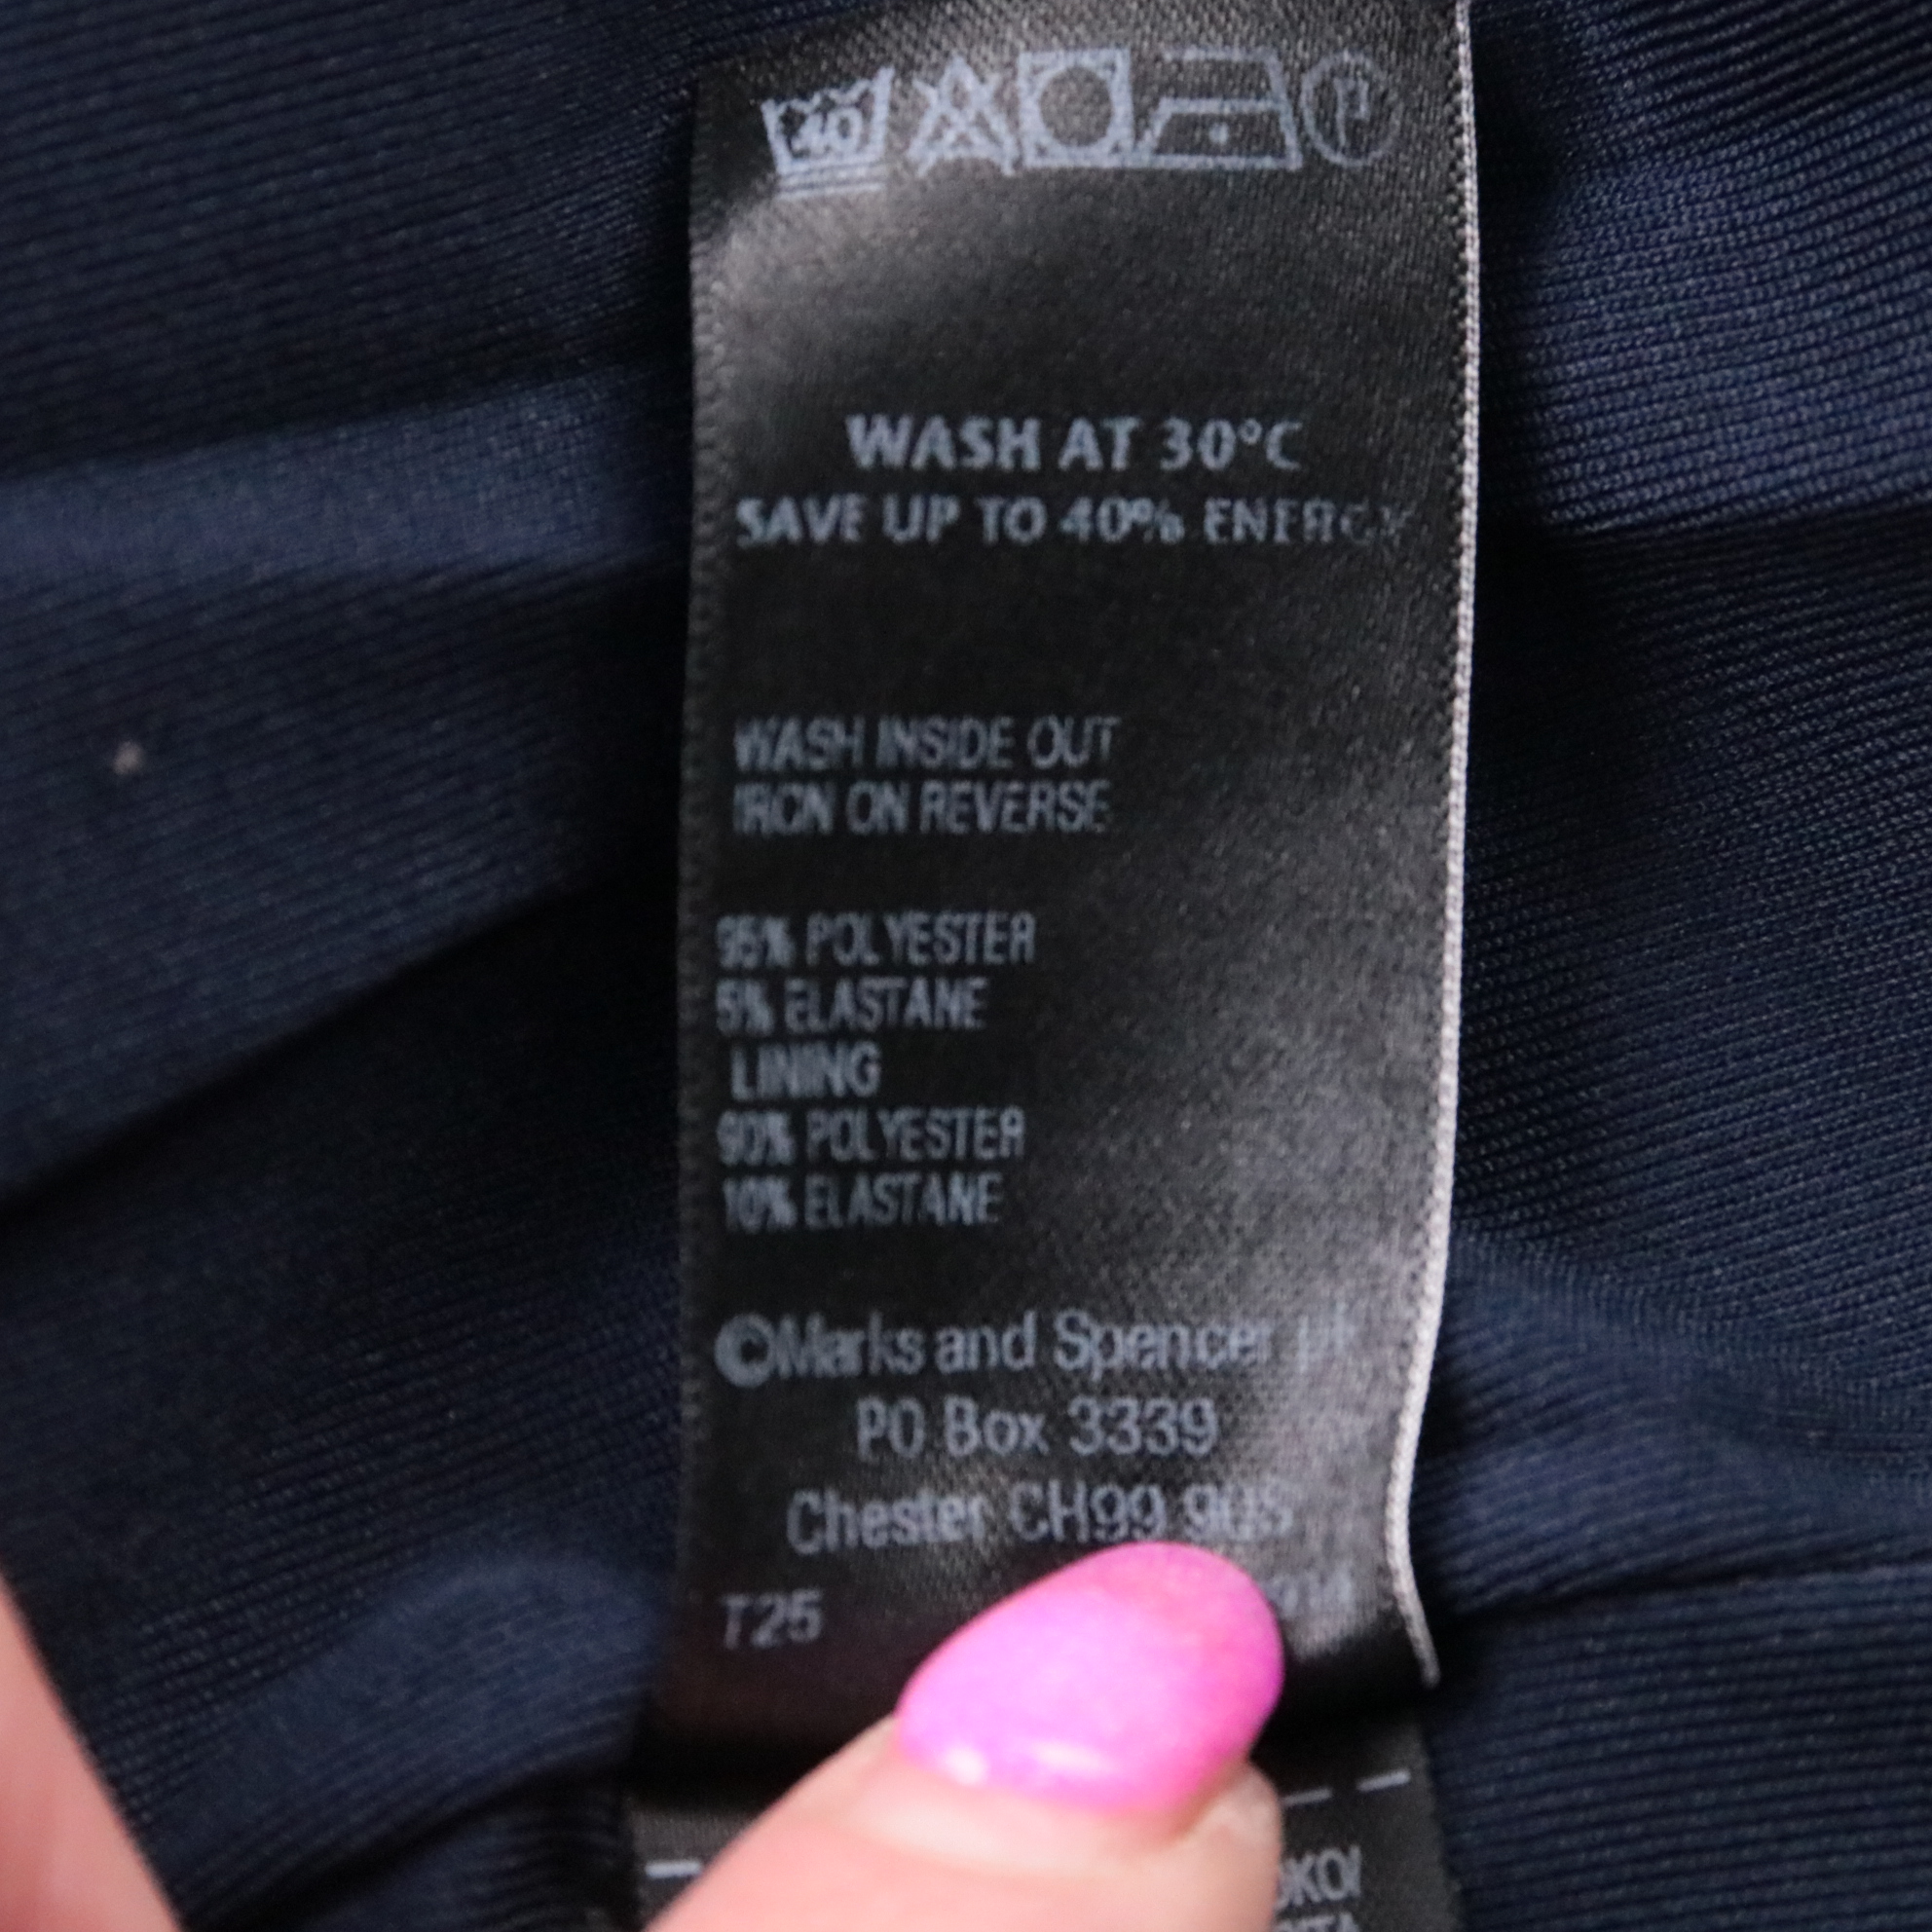 40 P
WASH AT 30°C
SAVE UP TO 40% ENERGY
WASH INSIDE OUT
IRON ON REVERSE
95% POLYESTER
5% ELASTANE
LINING
90% POLYESTER
10% ELASTANE
©Marks and Spencer
PO Box 3339
Chester CH99 9QS
T25